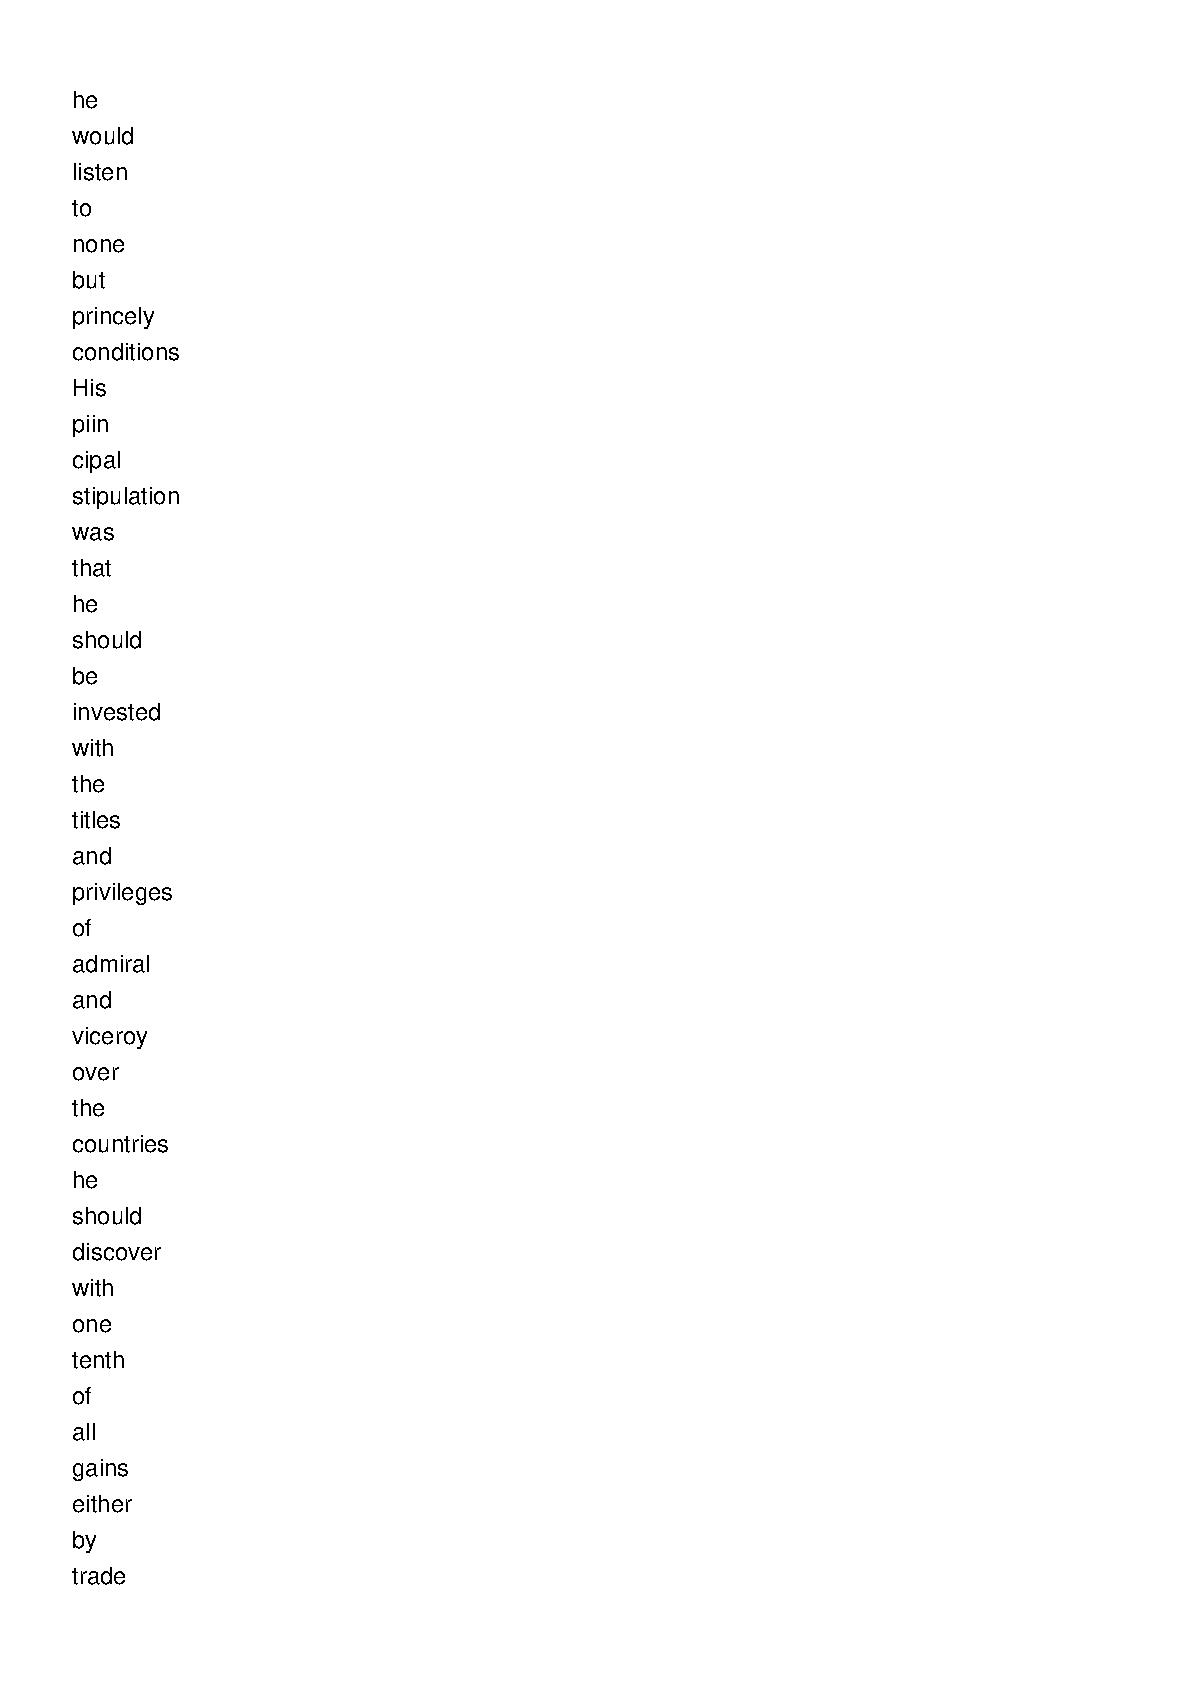 he
would
listen
to
none
but
princely
conditions
His
piin
cipal
stipulation
was
that
he
should
be
invested
with
the
titles
and
privileges
of
admiral
and
viceroy
over
the
countries
he
should
discover
with
one
tenth
of
all
gains
either
by
trade